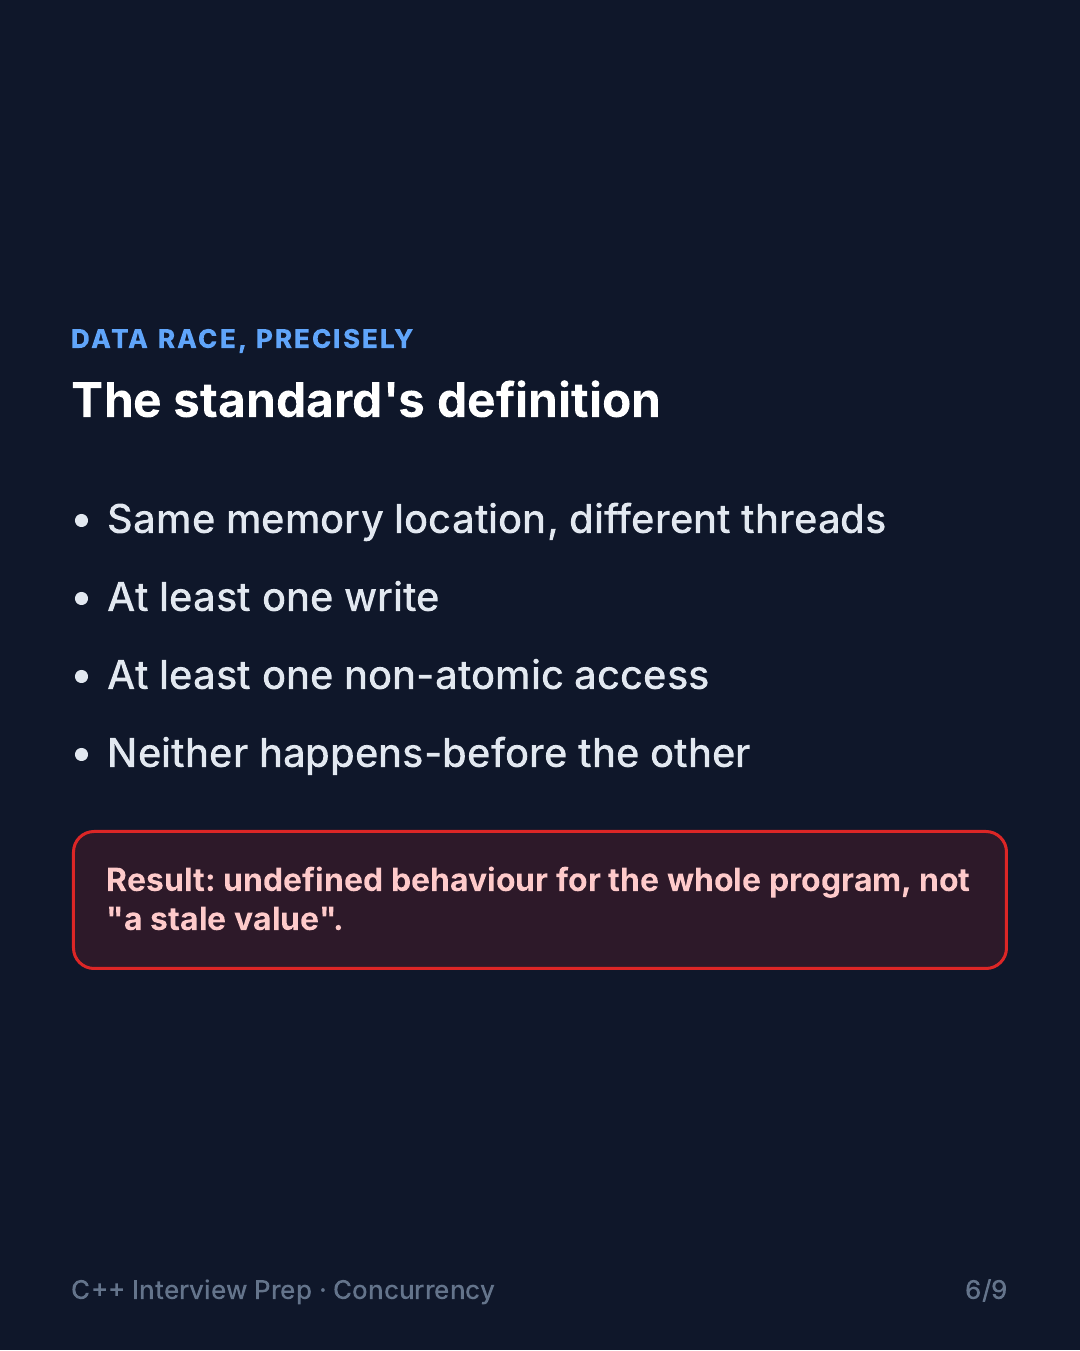 DATA RACE, PRECISELY
The standard's definition
• Same memory location, different threads
• At least one write
• At least one non-atomic access
• Neither happens-before the other
Result: undefined behaviour for the whole program, not
"a stale value".
C++ Interview Prep · Concurrency
6/9